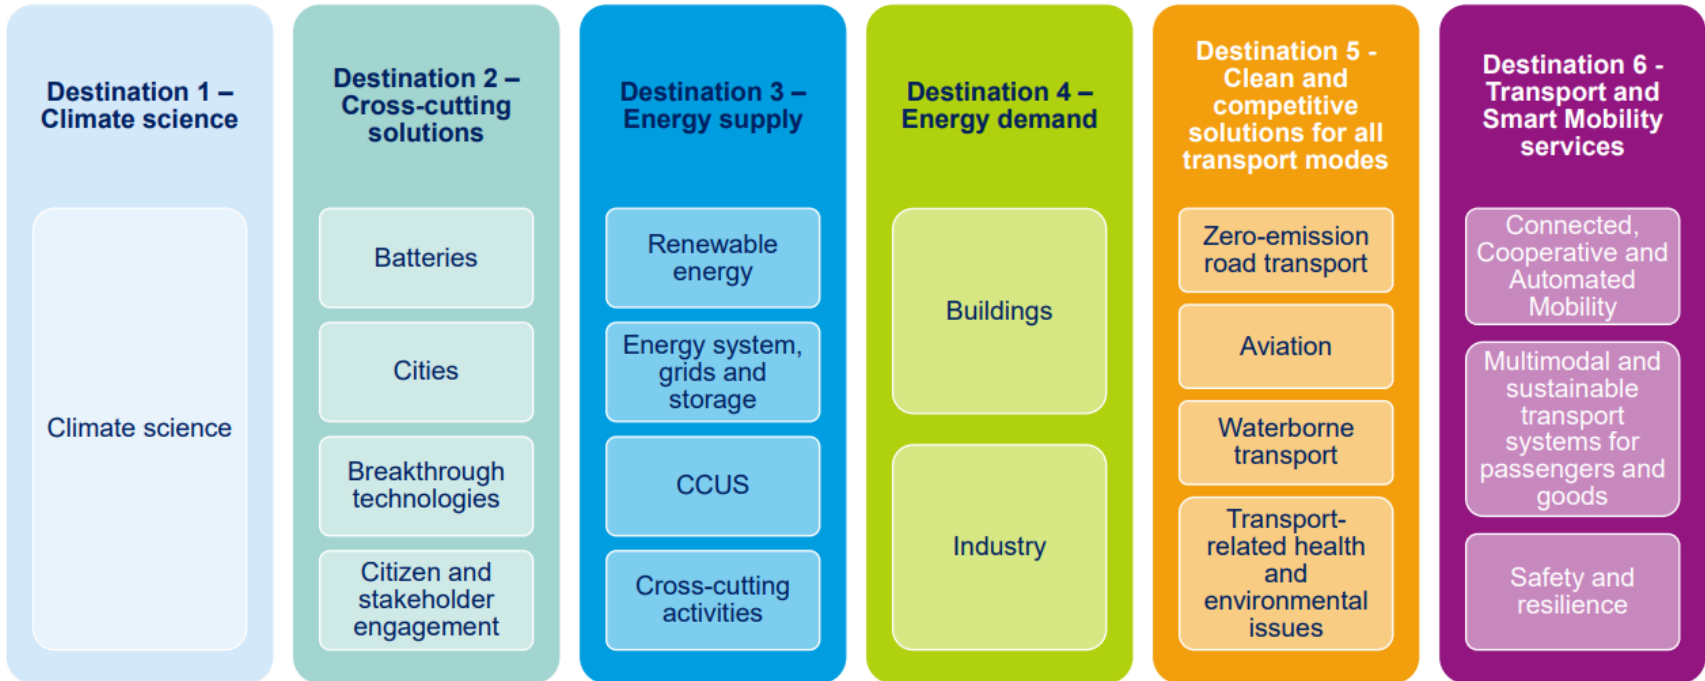 Destination 1 –
Climate science
Climate science
Destination 2 –
Cross-cutting
solutions
Batteries
Cities
Breakthrough
technologies
Citizen and
stakeholder
engagement
Destination 3 –
Energy supply
Renewable
energy
Energy system,
grids and
storage
CCUS
Cross-cutting
activities
Destination 4 –
Energy demand
Buildings
Industry
Destination 5 -
Clean and
competitive
solutions for all
transport modes
Zero-emission
road transport
Aviation
Waterborne
transport
Transport-
related health
and
environmental
issues
Destination 6 -
Transport and
Smart Mobility
services
Connected,
Cooperative and
Automated
Mobility
Multimodal and
sustainable
transport
systems for
passengers and
goods
Safety and
resilience